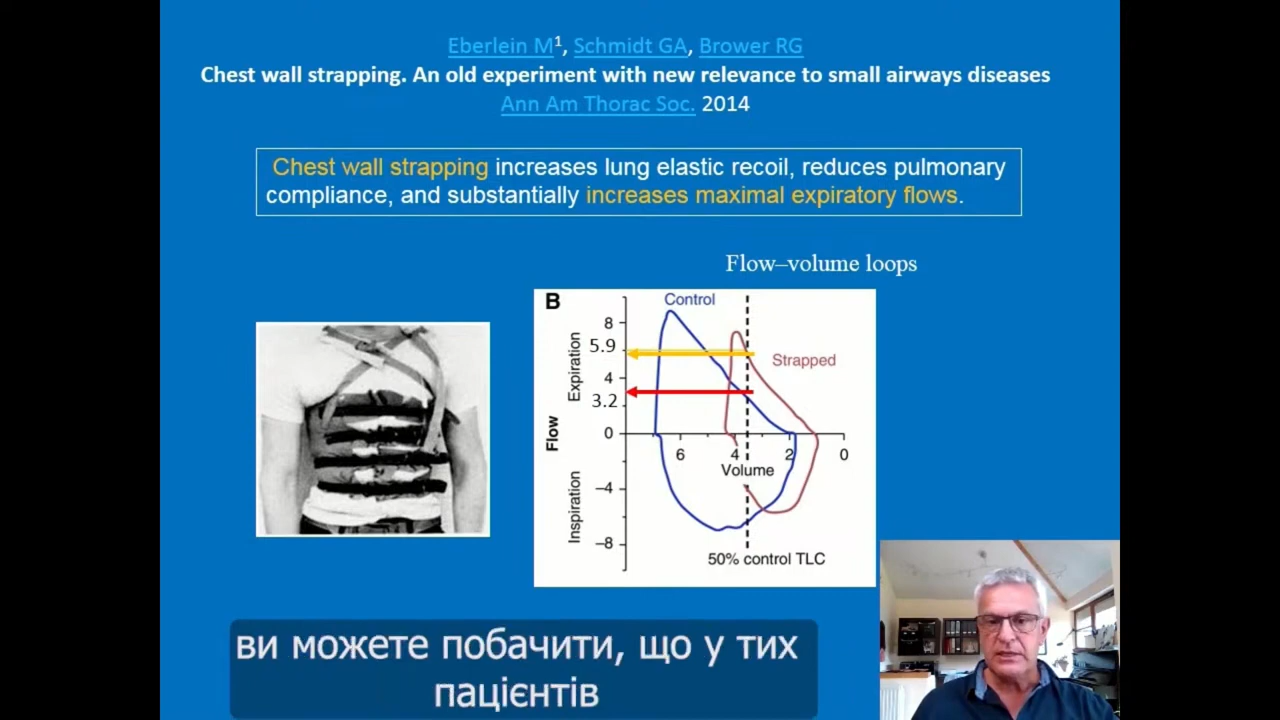 Eberlein M1, Schmidt GA, Brower RG
Chest wall strapping. An old experiment with new relevance to small airways diseases
Ann Am Thorac Soc. 2014
Chest wall strapping increases lung elastic recoil, reduces pulmonary
compliance, and substantially increases maximal expiratory flows.
Flow–volume loops
B
Control
8
5.9
Strapped
4
3.2
0
6 4 2 0
Volume
−4
−8
Expiration
Flow
Inspiration
50% control TLC
ви можете побачити, що у тих
пацієнтів